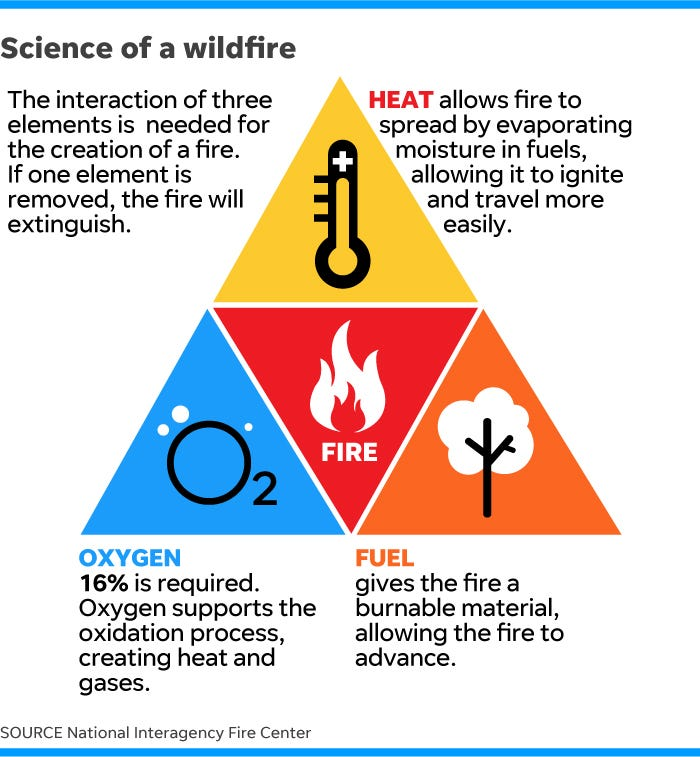 Science of a wildfire
The interaction of three
elements is needed for
the creation of a fire.
If one element is
removed, the fire will
extinguish.
HEAT allows fire to
spread by evaporating
moisture in fuels,
allowing it to ignite
and travel more
easily.
O2
FIRE
OXYGEN
16% is required.
Oxygen supports the
oxidation process,
creating heat and
gases.
FUEL
gives the fire a
burnable material,
allowing the fire to
advance.
SOURCE National Interagency Fire Center